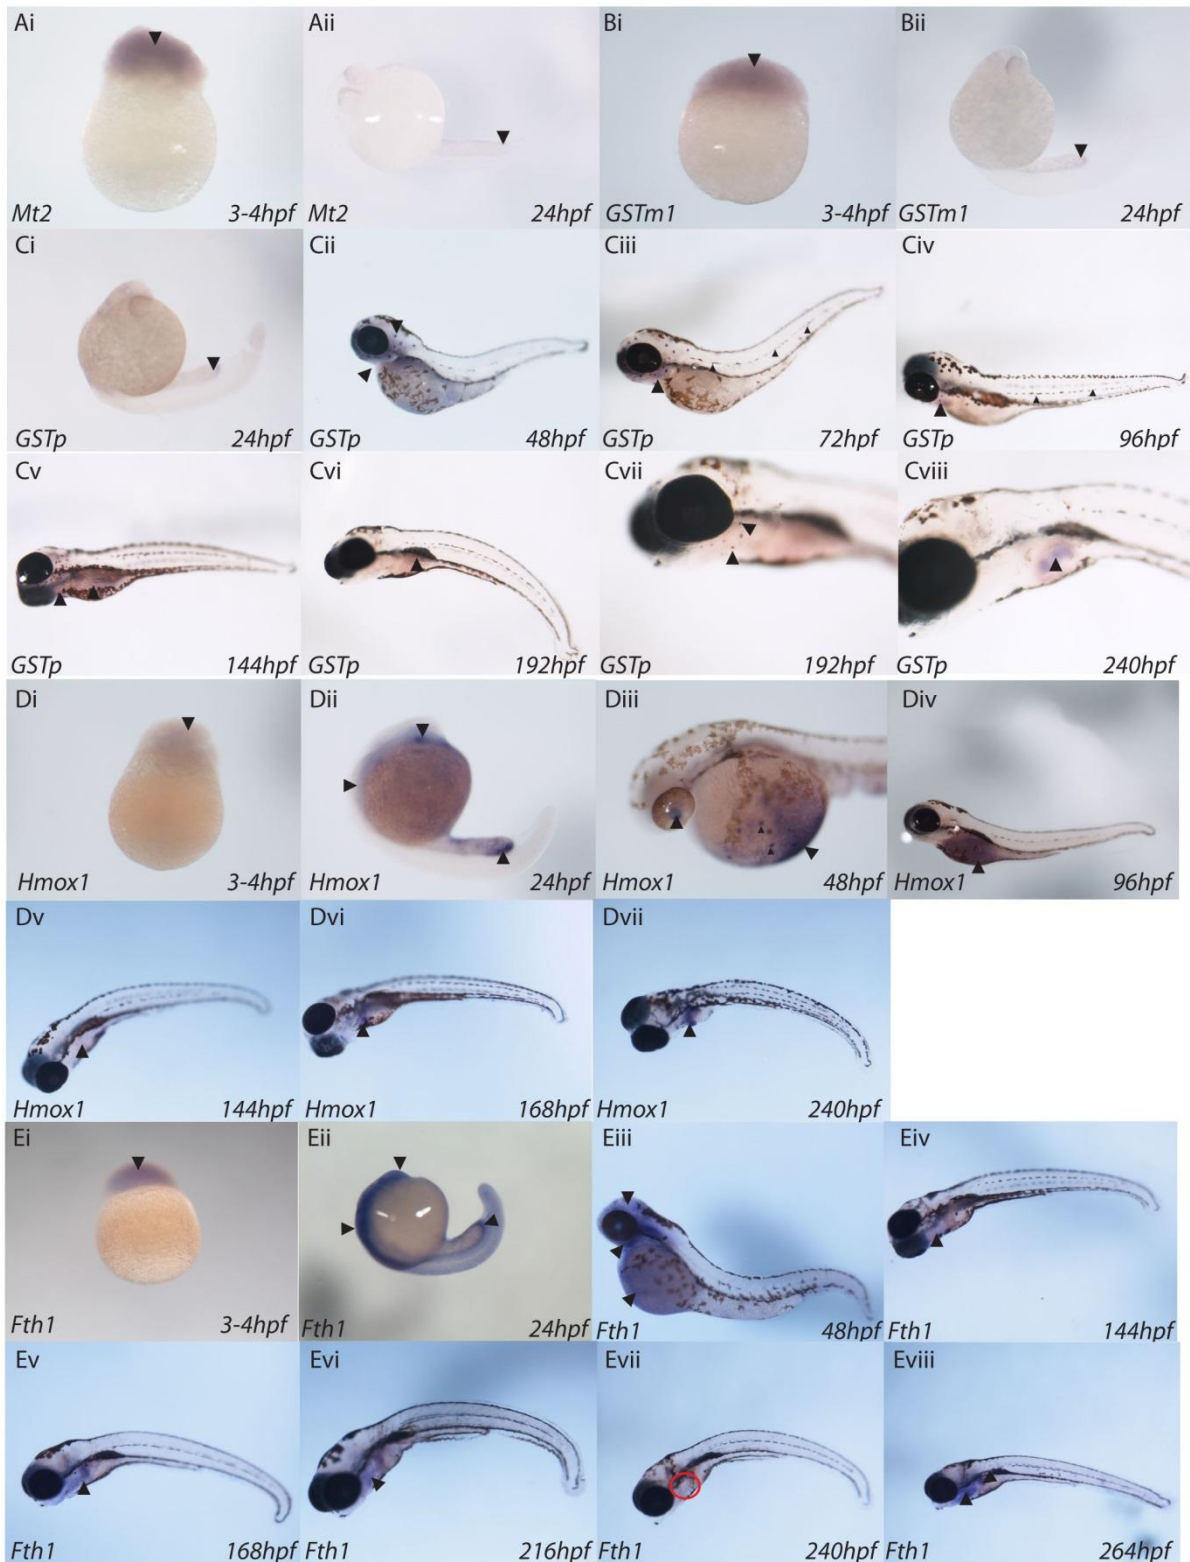 Ai Aii Bi Bii
Mt2 3-4hpf Mt2 24hpf GSTm1 3-4hpf GSTm1 24hpf
Ci Cii Ciii Civ
GSTp 24hpf GSTp 48hpf GSTp 72hpf GSTp 96hpf
Cv Cvi Cvii Cviii
GSTp 144hpf GSTp 192hpf GSTp 192hpf GSTp 240hpf
Di Dii Diii Div
Hmox1 3-4hpf Hmox1 24hpf Hmox1 48hpf Hmox1 96hpf
Dv Dvi Dvii
Hmox1 144hpf Hmox1 168hpf Hmox1 240hpf
Ei Eii Eiii Eiv
Fth1 3-4hpf Fth1 24hpf Fth1 48hpf Fth1 144hpf
Ev Evi Evii Eviii
Fth1 168hpf Fth1 216hpf Fth1 240hpf Fth1 264hpf